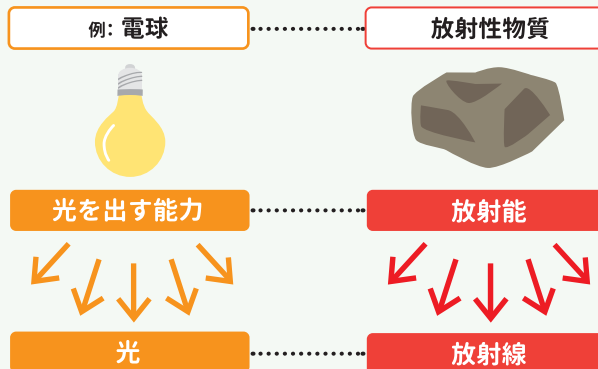 例: 電球
放射性物質
光を出す能力
放射能
光
放射線